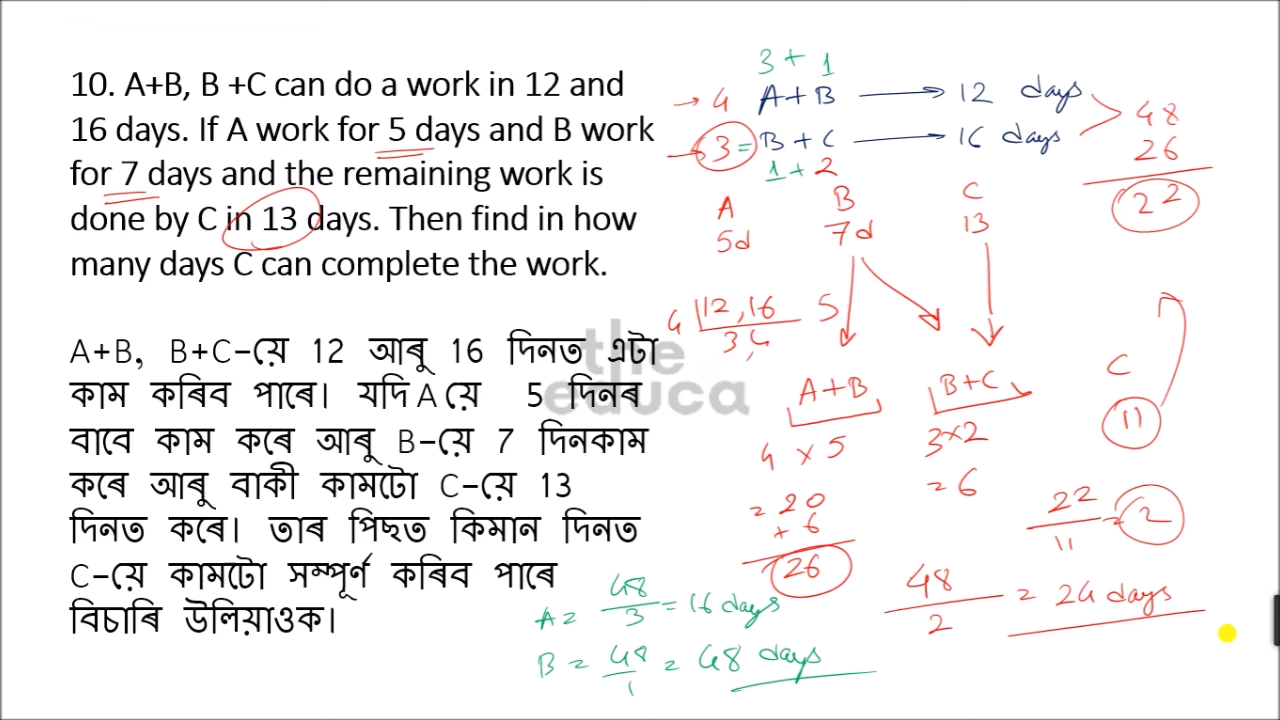 10. A+B, B +C can do a work in 12 and
16 days. If A work for 5 days and B work
for 7 days and the remaining work is
done by C in 13 days. Then find in how
many days C can complete the work.
A+B, B+C-য়ে 12 আৰু 16 দিনত এটা
কাম কৰিব পাৰে। যদি A য়ে 5 দিনৰ
বাবে কাম কৰে আৰু B-য়ে 7 দিনকাম
কৰে আৰু বাকী কামটো C-য়ে 13
দিনত কৰে। তাৰ পিছত কিমান দিনত
C-য়ে কামটো সম্পূৰ্ণ কৰিব পাৰে
বিচাৰি উলিয়াওক।
the
educa
3 + 1
→ 4 A+B → 12 days
3 = B + C → 16 days
1 + 2
48
26
22
A B C
5d 7d 13
4 12, 16 5
3, 4
A+B B+C C
4 × 5 3×2 11
= 20 = 6
+ 6
26
22
11 = 2
A = 48/3 = 16 days
B = 48/1 = 48 days
48/2 = 24 days